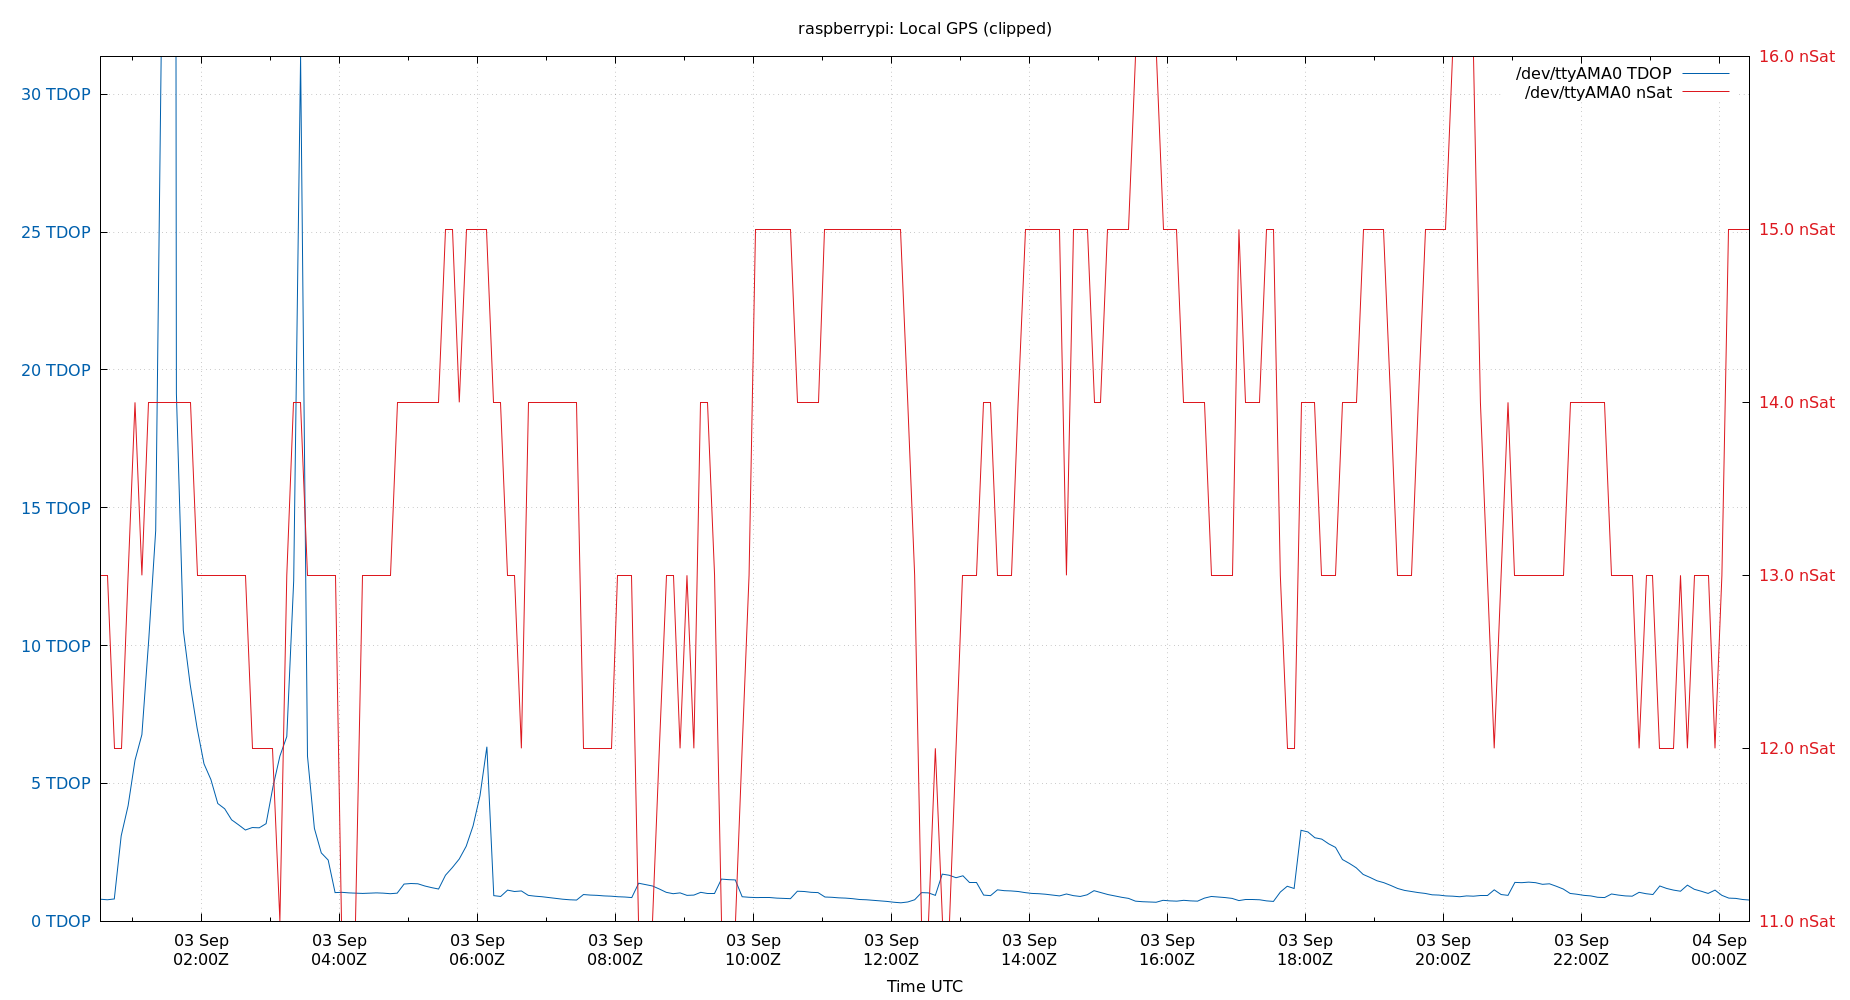 raspberrypi: Local GPS (clipped)
/dev/ttyAMA0 TDOP
/dev/ttyAMA0 nSat
30 TDOP
25 TDOP
20 TDOP
15 TDOP
10 TDOP
5 TDOP
0 TDOP
16.0 nSat
15.0 nSat
14.0 nSat
13.0 nSat
12.0 nSat
11.0 nSat
03 Sep
02:00Z
03 Sep
04:00Z
03 Sep
06:00Z
03 Sep
08:00Z
03 Sep
10:00Z
03 Sep
12:00Z
03 Sep
14:00Z
03 Sep
16:00Z
03 Sep
18:00Z
03 Sep
20:00Z
03 Sep
22:00Z
04 Sep
00:00Z
Time UTC